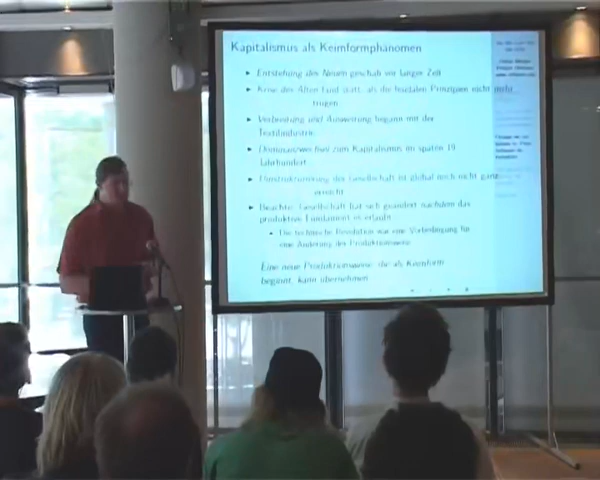 Kapitalismus als Keimformphänomen
Entstehung des Neuen geschah vor langer Zeit
Krise des Alten fand statt, als die feudalen Prinzipien nicht mehr
trugen
Verbreitung und Ausweitung begann mit der
Textilindustrie
Dominanzwechsel zum Kapitalismus im späten 19.
Jahrhundert
Umstrukturierung der Gesellschaft ist global noch nicht ganz
erreicht
Beachte: Gesellschaft hat sich geändert nachdem das
produktive Fundament es erlaubt
Die technische Revolution war eine Vorbedingung für
eine Änderung der Produktionsweise
Eine neue Produktionsweise, die als Keimform
beginnt, kann übernehmen